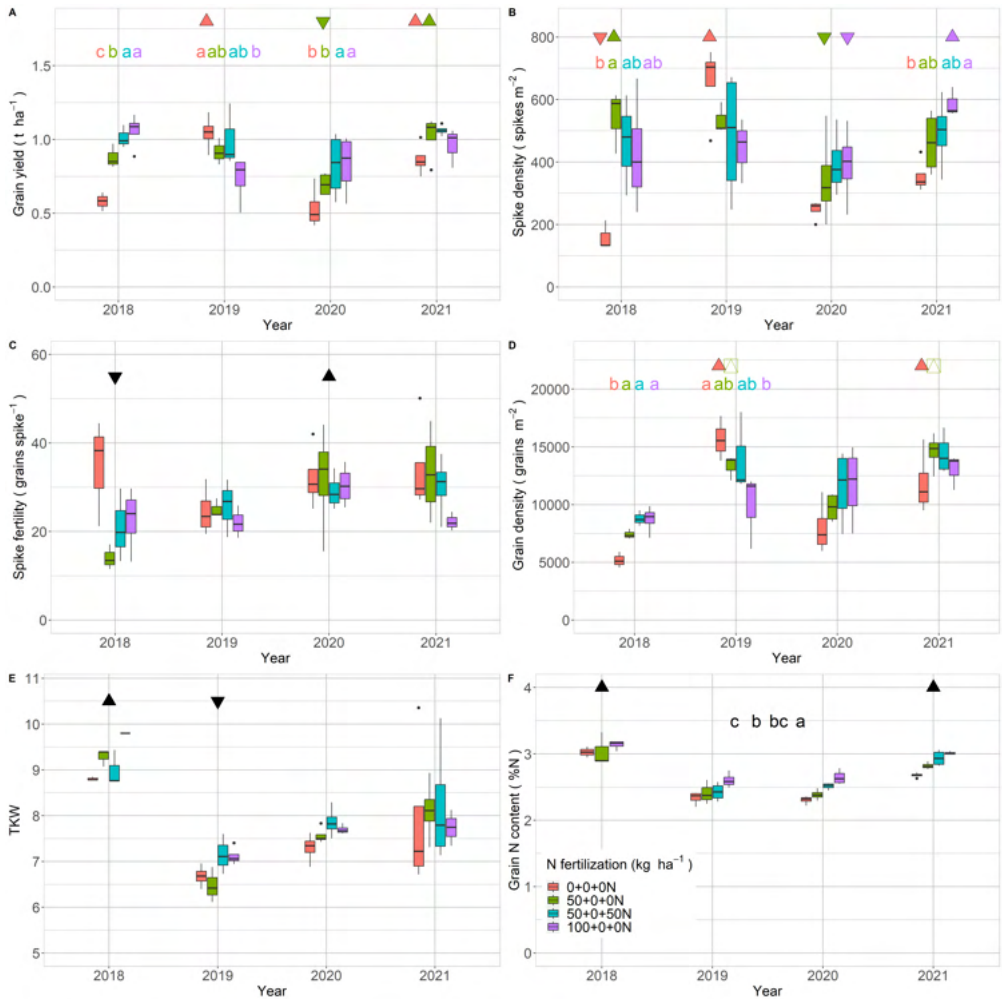 A
c b a a
a ab ab b
b b a a
1.5
1.0
0.5
0.0
Grain yield ( t ha⁻¹)
2018 2019 2020 2021
Year
B
b a ab ab
b ab ab a
800
600
400
200
0
Spike density ( spikes m⁻²)
2018 2019 2020 2021
Year
C
60
40
20
0
Spike fertility ( grains spike⁻¹)
2018 2019 2020 2021
Year
D
b a a a
a ab ab b
20000
15000
10000
5000
0
Grain density ( grains m⁻²)
2018 2019 2020 2021
Year
E
11
10
9
8
7
6
5
TKW
2018 2019 2020 2021
Year
F
c b bc a
4
3
2
1
0
Grain N content ( %N)
N fertilization (kg ha⁻¹)
0+0+0N
50+0+0N
50+0+50N
100+0+0N
2018 2019 2020 2021
Year